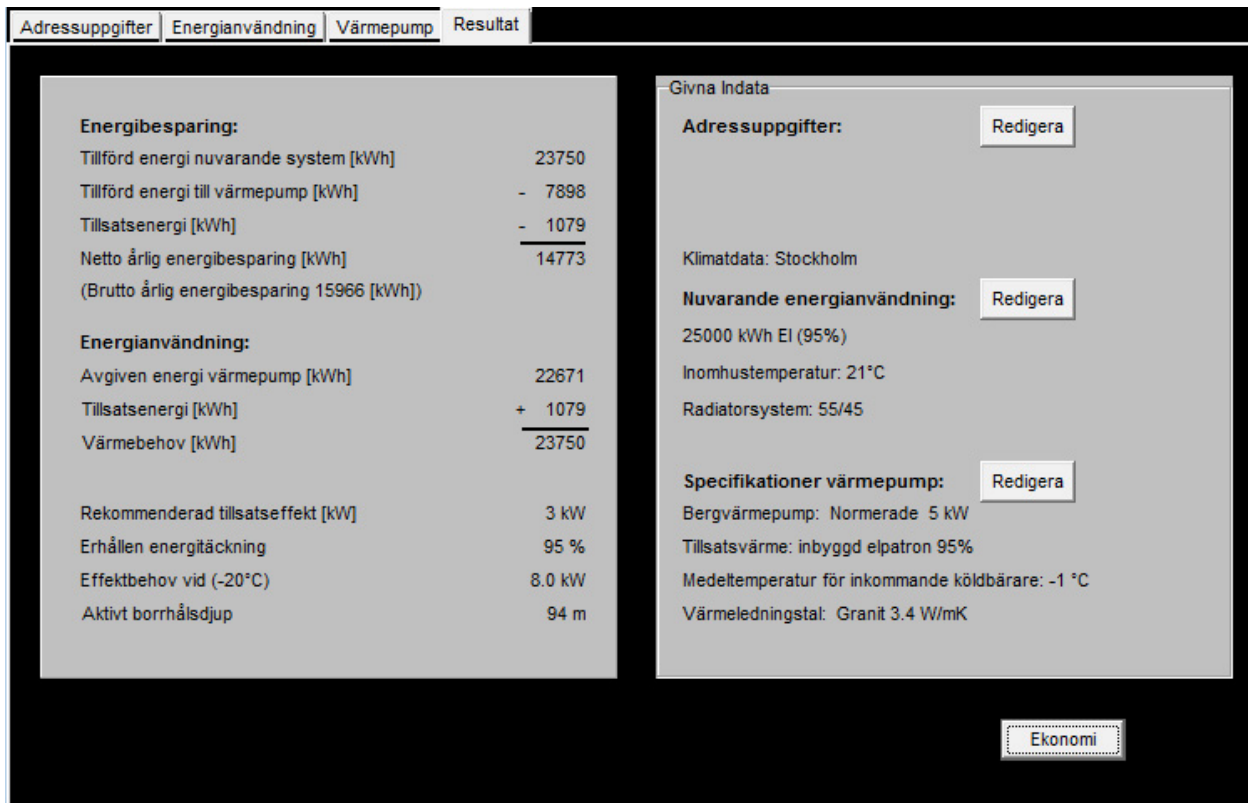 Adressuppgifter Energianvändning Värmepump Resultat
Energibesparing:
Tillförd energi nuvarande system [kWh] 23750
Tillförd energi till värmepump [kWh] - 7898
Tillsatsenergi [kWh] - 1079
Netto årlig energibesparing [kWh] 14773
(Brutto årlig energibesparing 15966 [kWh])
Energianvändning:
Avgiven energi värmepump [kWh] 22671
Tillsatsenergi [kWh] + 1079
Värmebehov [kWh] 23750
Rekommenderad tillsatseffekt [kW] 3 kW
Erhållen energitäckning 95 %
Effektbehov vid (-20°C) 8.0 kW
Aktivt borrhålsdjup 94 m
Givna Indata
Adressuppgifter: Redigera
Klimatdata: Stockholm
Nuvarande energianvändning: Redigera
25000 kWh El (95%)
Inomhustemperatur: 21°C
Radiatorsystem: 55/45
Specifikationer värmepump: Redigera
Bergvärmepump: Normerade 5 kW
Tillsatsvärme: inbyggd elpatron 95%
Medeltemperatur för inkommande köldbärare: -1 °C
Värmeledningstal: Granit 3.4 W/mK
Ekonomi